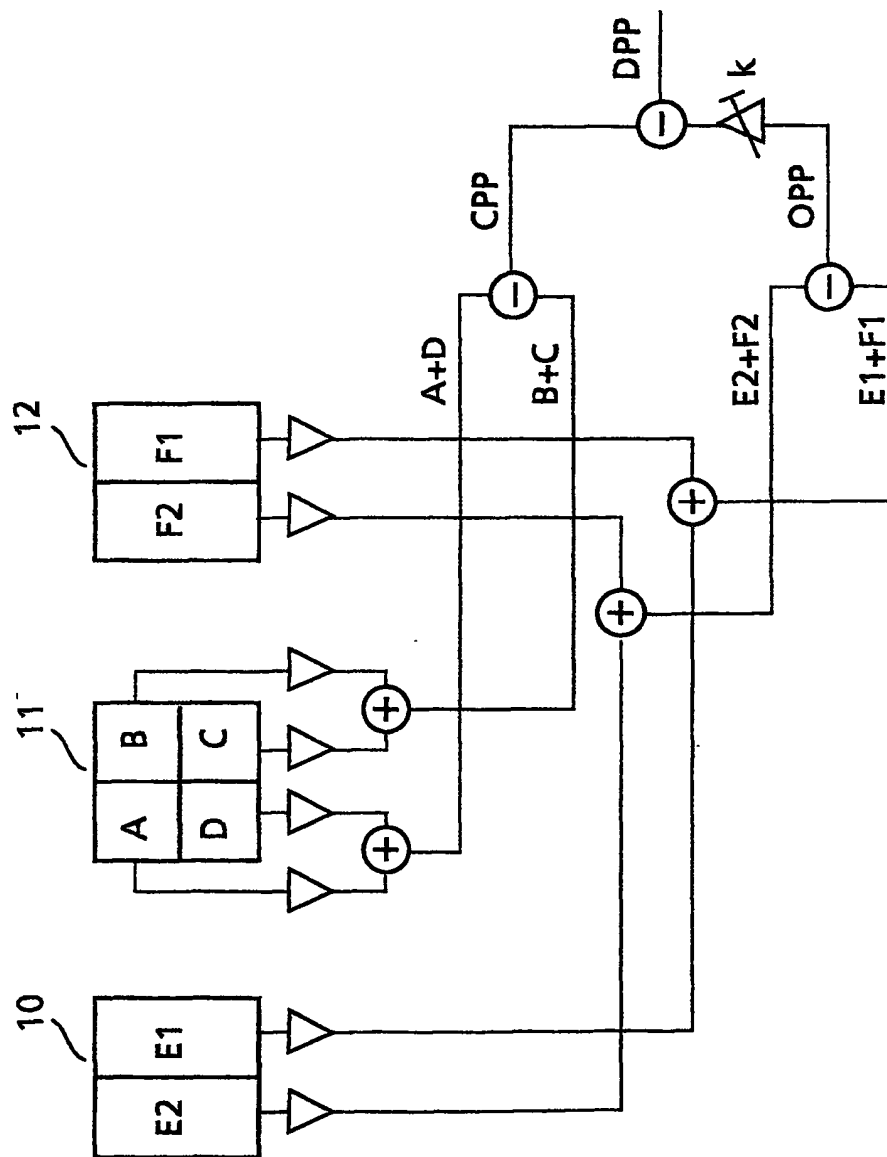 10
11
12
E2
E1
A
B
D
C
F2
F1
+
+
+
+
A+D
B+C
E2+F2
E1+F1
−
−
CPP
OPP
−
k
DPP